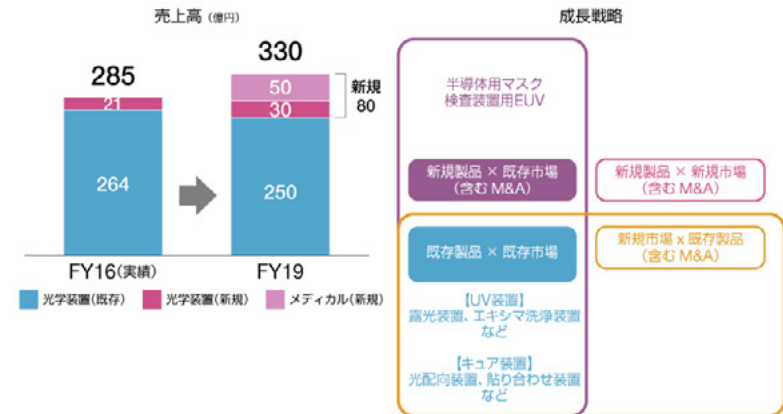 売上高 (億円)
285
21
264
FY16(実績)
330
50
30
250
新規
80
FY19
光学装置(既存)
光学装置(新規)
メディカル(新規)
成長戦略
半導体用マスク
検査装置用EUV
新規製品 × 既存市場
(含む M&A)
新規製品 × 新規市場
(含む M&A)
既存製品 × 既存市場
新規市場 x 既存製品
(含む M&A)
【UV装置】
露光装置、エキシマ洗浄装置
など
【キュア装置】
光配向装置、貼り合わせ装置
など